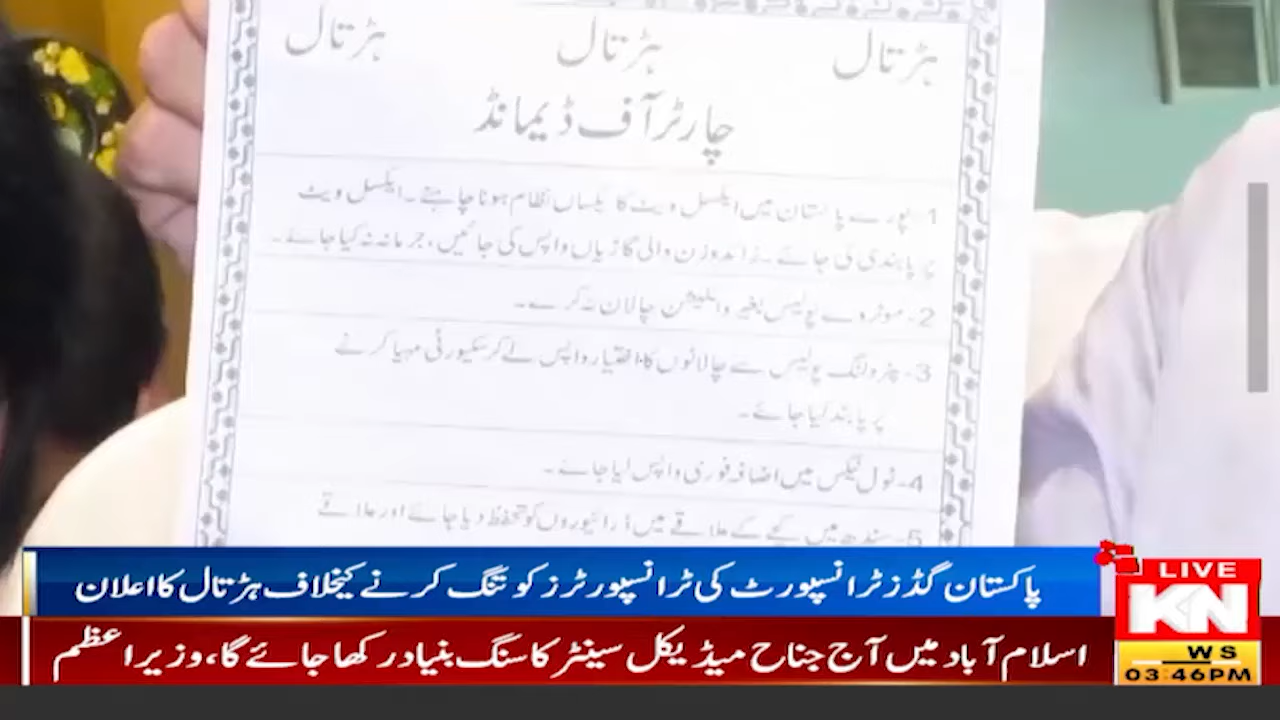 ہڑتال ہڑتال ہڑتال
چارٹر آف ڈیمانڈ
1- پورے پاکستان میں ایکسل ویٹ کا یکساں نظام ہونا چاہئے۔ ایکسل ویٹ
پر پابندی کی جائے۔ زائد وزن والی گاڑیاں واپس کی جائیں، جرمانہ نہ کیا جائے۔
2- موٹروے پولیس بغیر وائلیشن چالان نہ کرے۔
3- پٹرولنگ پولیس سے چالانوں کا اختیار واپس لے کر سکیورٹی مہیا کرنے
پر پابند کیا جائے۔
4- ٹول ٹیکس میں اضافہ فوری واپس لیا جائے۔
5- سندھ میں کچے کے علاقے میں ڈرائیوروں کو تحفظ دیا جائے اور علاقے
پاکستان گڈز ٹرانسپورٹ کی ٹرانسپورٹرز کو تنگ کرنے کیخلاف ہڑتال کا اعلان
اسلام آباد میں آج جناح میڈیکل سینٹر کا سنگ بنیاد رکھا جائے گا، وزیراعظم
LIVE
KN
WS
03:46PM